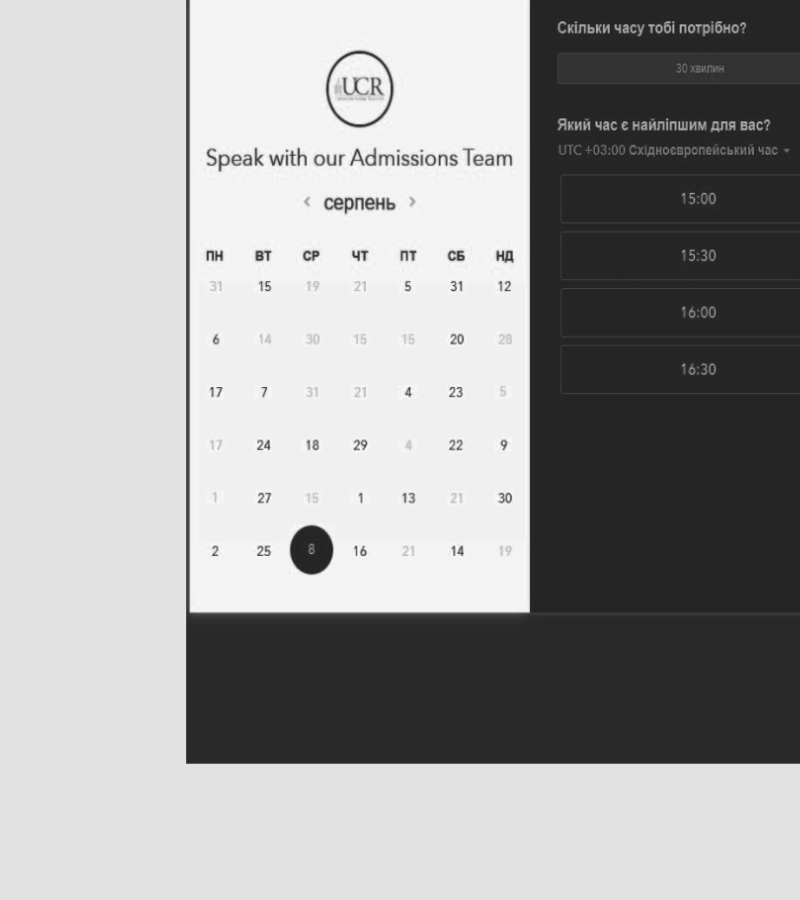 UCR
Speak with our Admissions Team
‹ серпень ›
ПН ВТ СР ЧТ ПТ СБ НД
31 15 19 21 5 31 12
6 14 30 15 15 20 28
17 7 31 21 4 23 5
17 24 18 29 4 22 9
1 27 15 1 13 21 30
2 25 8 16 21 14 19
Скільки часу тобі потрібно?
30 хвилин
Який час є найліпшим для вас?
UTC +03:00 Східноєвропейський час
15:00
15:30
16:00
16:30